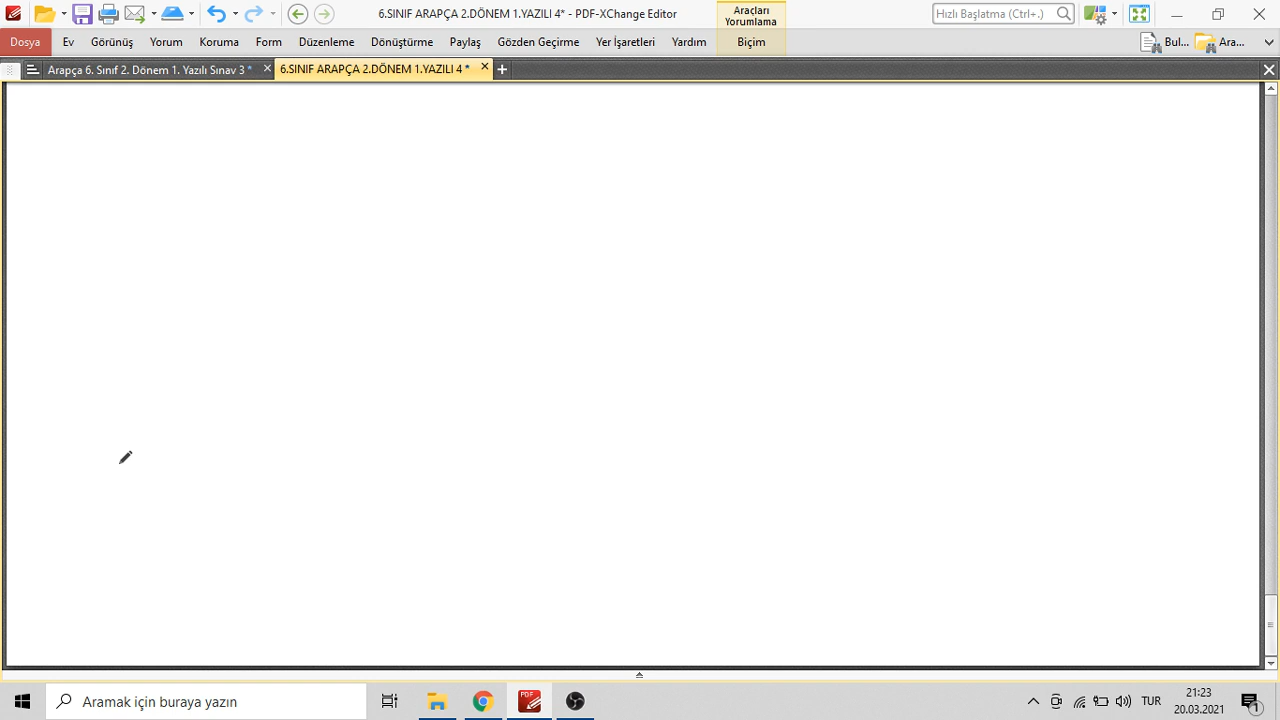 6.SINIF ARAPÇA 2.DÖNEM 1.YAZILI 4* - PDF-XChange Editor
Araçları
Yorumlama
Hızlı Başlatma (Ctrl+.)
Dosya Ev Görünüş Yorum Koruma Form Düzenleme Dönüştürme Paylaş Gözden Geçirme Yer İşaretleri Yardım Biçim Bul... Ara...
Arapça 6. Sınıf 2. Dönem 1. Yazılı Sınav 3 * 6.SINIF ARAPÇA 2.DÖNEM 1.YAZILI 4 *
Aramak için buraya yazın
PDF
TUR
21:23
20.03.2021
1